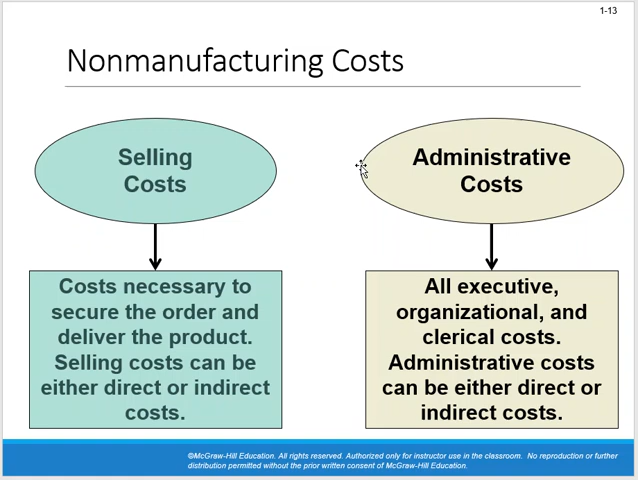 1-13
Nonmanufacturing Costs
Selling
Costs
Administrative
Costs
Costs necessary to
secure the order and
deliver the product.
Selling costs can be
either direct or indirect
costs.
All executive,
organizational, and
clerical costs.
Administrative costs
can be either direct or
indirect costs.
©McGraw-Hill Education. All rights reserved. Authorized only for instructor use in the classroom.  No reproduction or further
distribution permitted without the prior written consent of McGraw-Hill Education.